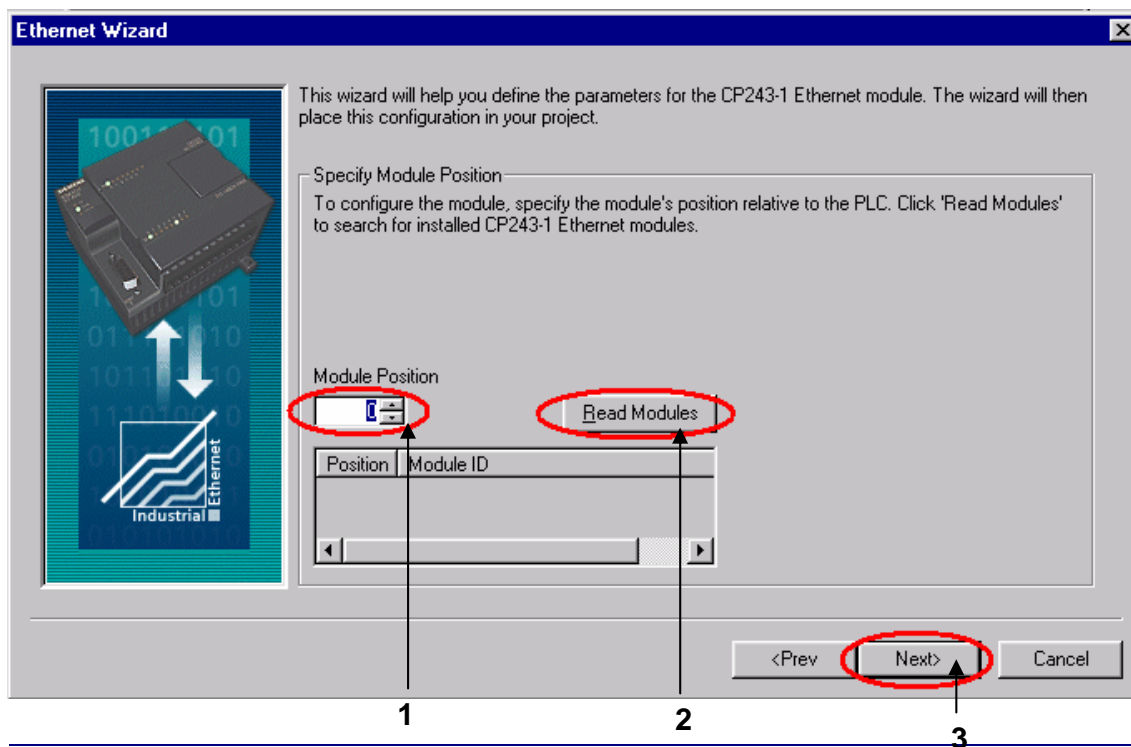 Ethernet Wizard
This wizard will help you define the parameters for the CP243-1 Ethernet module. The wizard will then
place this configuration in your project.
Specify Module Position
To configure the module, specify the module's position relative to the PLC. Click 'Read Modules'
to search for installed CP243-1 Ethernet modules.
Module Position
0
Read Modules
Position Module ID
Industrial Ethernet
<Prev Next> Cancel
1 2 3